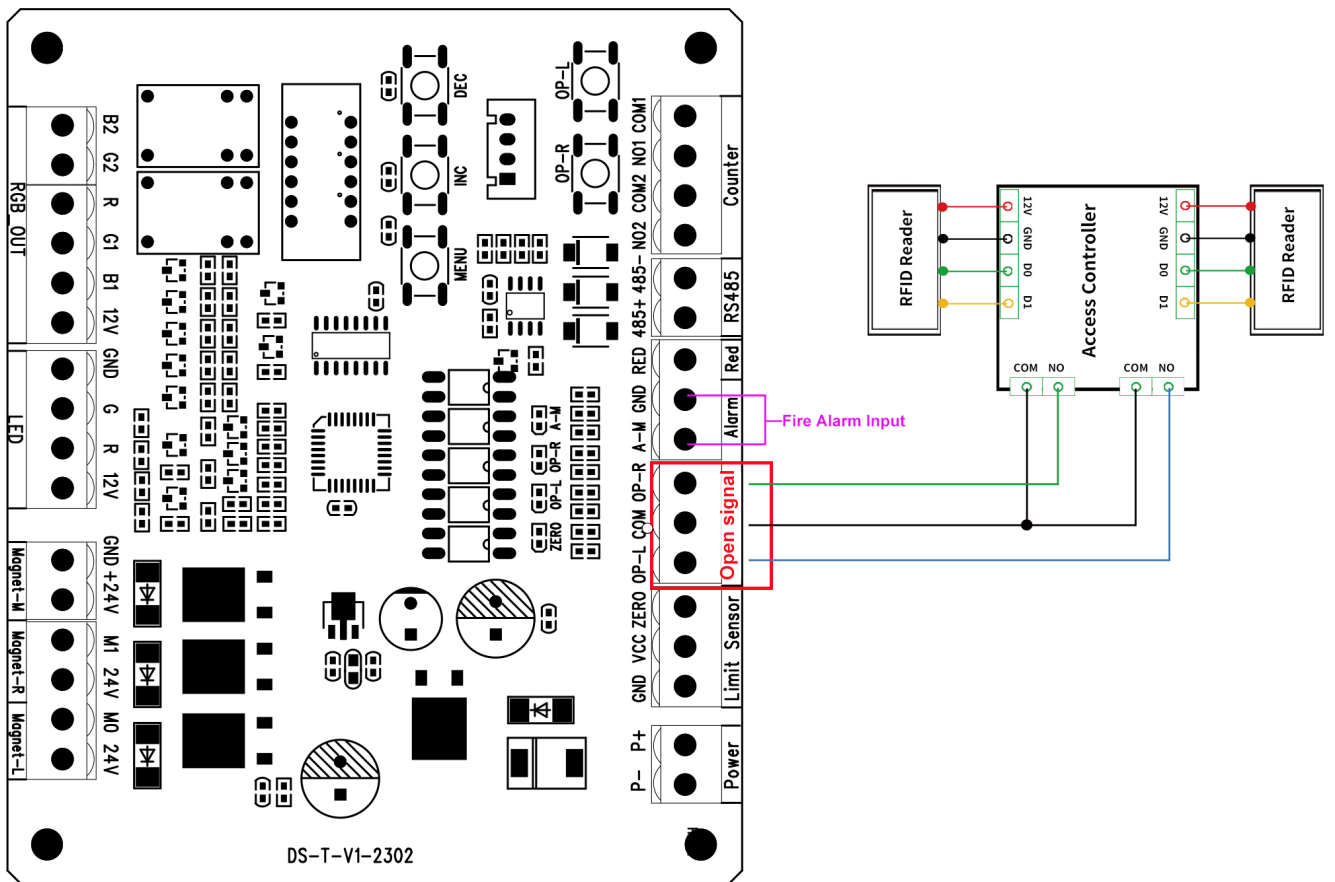 B2
G2
R
G1
B1
12V
RGB_OUT
GND
G
R
12V
LED
GND
+24V
Magnet-M
M1
24V
Magnet-R
M0
24V
Magnet-L
DEC
INC
MENU
OP-L
OP-R
A-M
OP-R
OP-L
ZERO
COM1
NO1
COM2
NO2
Counter
485-
485+
RS485
RED
Red
GND
A-M
Alarm
OP-R
COM
OP-L
Open signal
ZERO
VCC
GND
Limit Sensor
P+
P-
Power
DS-T-V1-2302
Fire Alarm Input
RFID Reader
12V
GND
D0
D1
Access Controller
12V
GND
D0
D1
RFID Reader
COM NO
COM NO